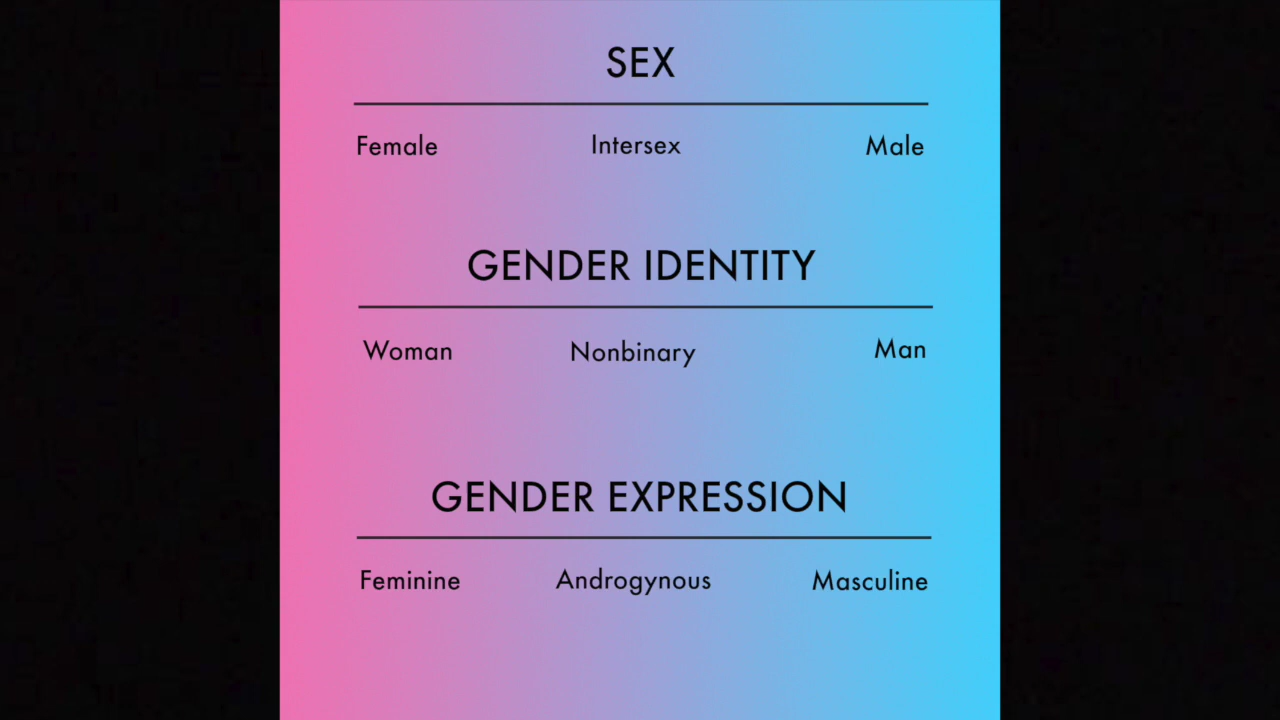 SEX
Female Intersex Male
GENDER IDENTITY
Woman Nonbinary Man
GENDER EXPRESSION
Feminine Androgynous Masculine